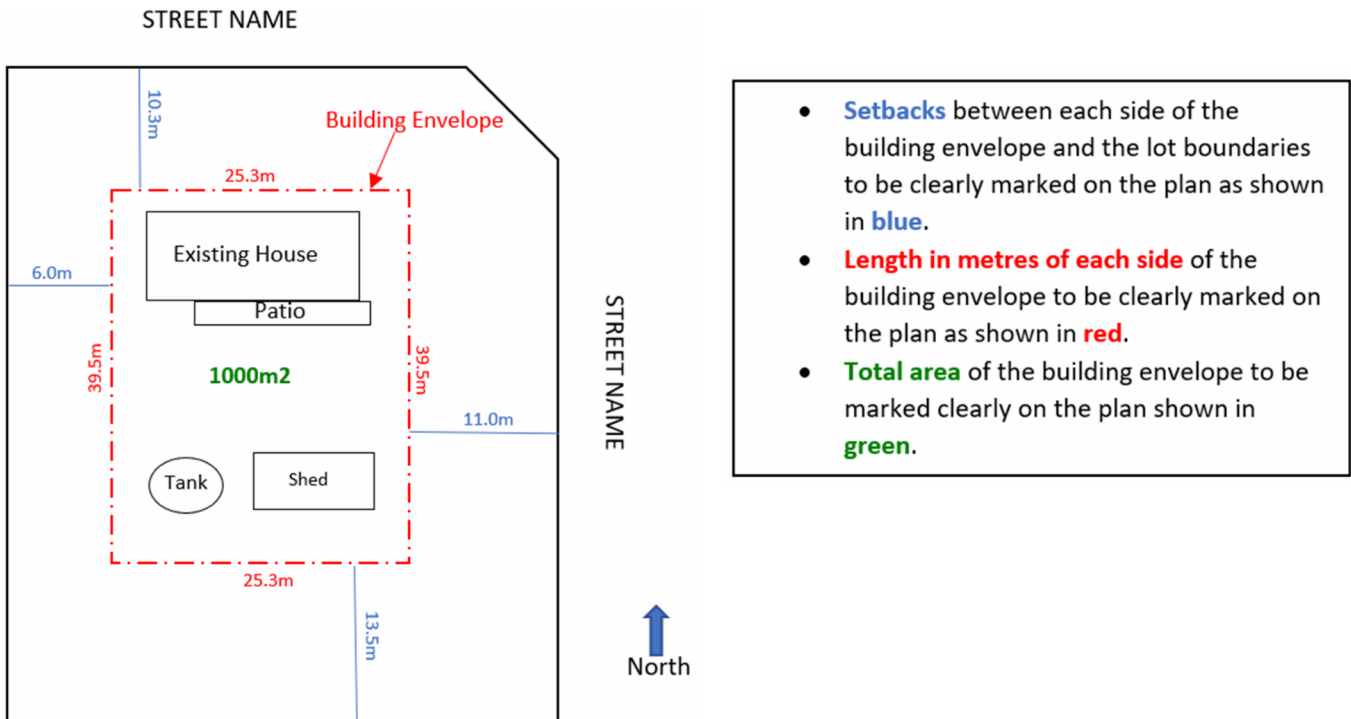 STREET NAME
10.3m
Building Envelope
25.3m
Existing House
6.0m
Patio
39.5m
1000m2
39.5m
11.0m
STREET NAME
Tank
Shed
25.3m
13.5m
North
• Setbacks between each side of the
building envelope and the lot boundaries
to be clearly marked on the plan as shown
in blue.
• Length in metres of each side of the
building envelope to be clearly marked on
the plan as shown in red.
• Total area of the building envelope to be
marked clearly on the plan shown in
green.